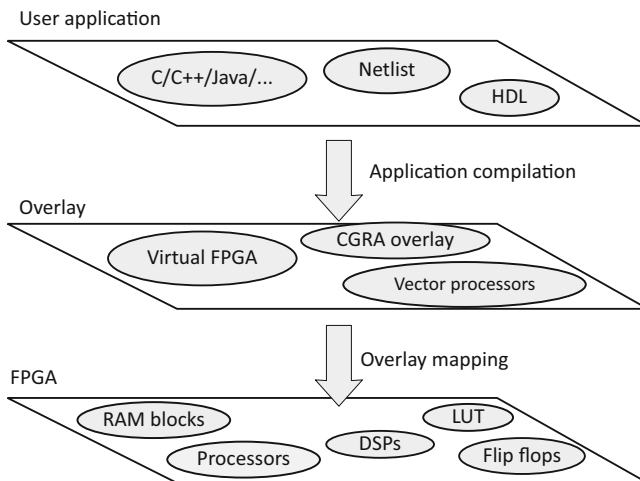 User application
C/C++/Java/...
Netlist
HDL
Application compilation
Overlay
CGRA overlay
Virtual FPGA
Vector processors
Overlay mapping
FPGA
RAM blocks
LUT
DSPs
Processors
Flip flops